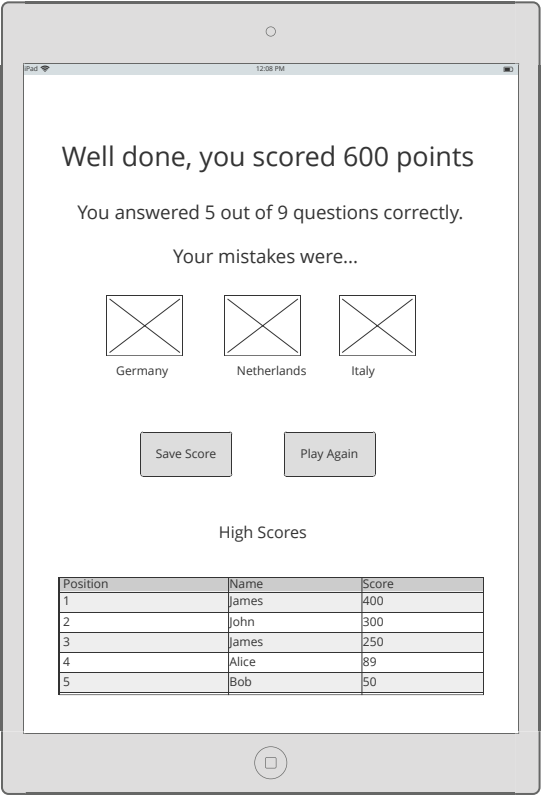 iPad 12:08 PM
Well done, you scored 600 points
You answered 5 out of 9 questions correctly.
Your mistakes were...
Germany Netherlands Italy
Save Score Play Again
High Scores
Position Name Score
1 James 400
2 John 300
3 James 250
4 Alice 89
5 Bob 50